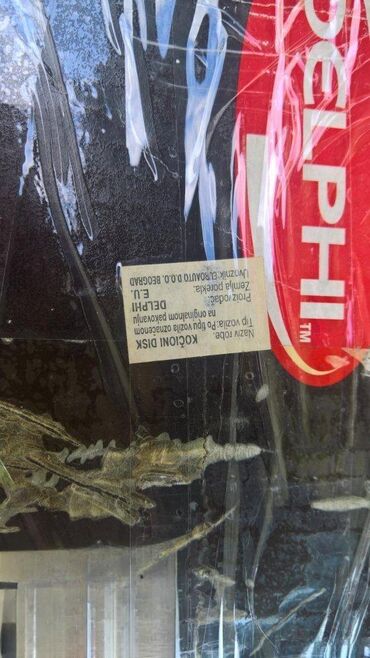 DELPHI™
Naziv robe:
KOČIONI DISK
Tip vozila: Po tipu vozila označenom
na originalnom pakovanju
Proizvođač:
DELPHI
Zemlja porekla:
E.U.
Uvoznik: EUROAUTO D.O.O. BEOGRAD